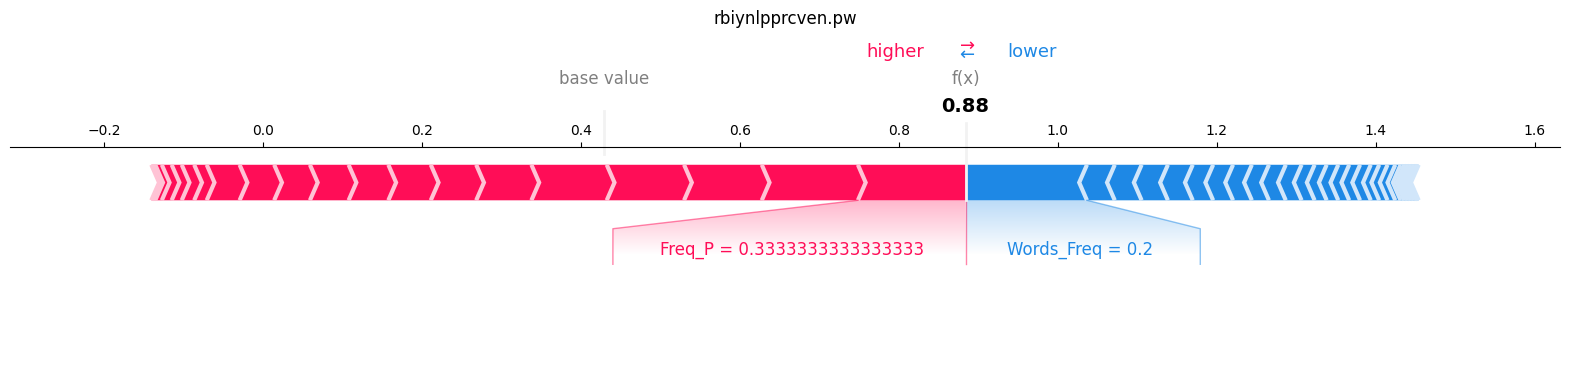 rbiynlpprcven.pw
higher ⇄ lower
base value f(x)
0.88
−0.2 0.0 0.2 0.4 0.6 0.8 1.0 1.2 1.4 1.6
Freq_P = 0.3333333333333333 Words_Freq = 0.2